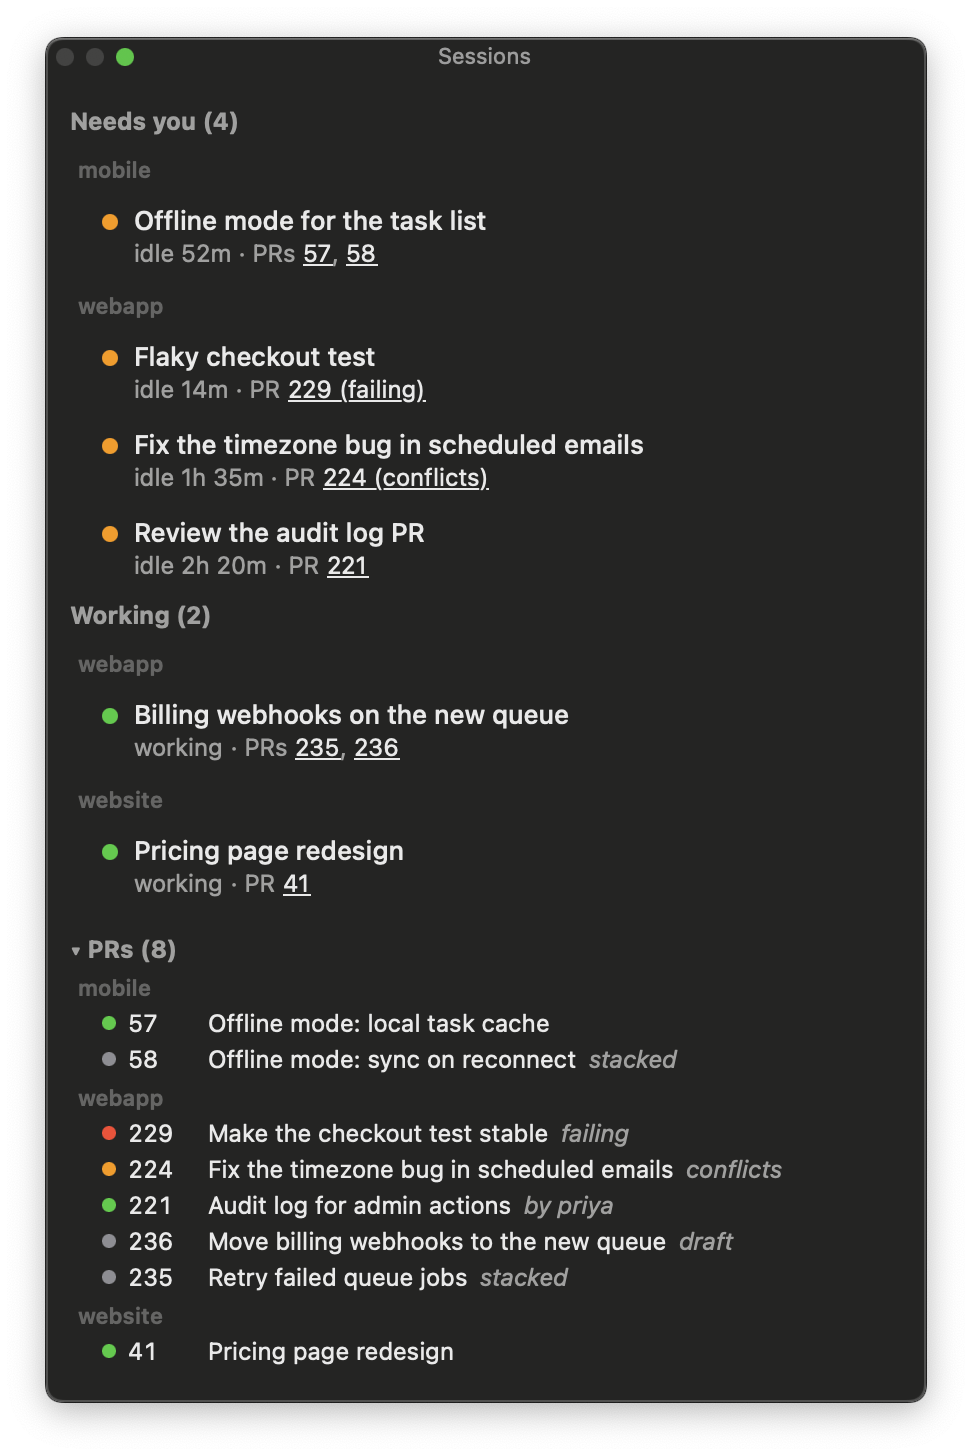 Sessions
Needs you (4)
mobile
Offline mode for the task list
idle 52m · PRs 57, 58
webapp
Flaky checkout test
idle 14m · PR 229 (failing)
Fix the timezone bug in scheduled emails
idle 1h 35m · PR 224 (conflicts)
Review the audit log PR
idle 2h 20m · PR 221
Working (2)
webapp
Billing webhooks on the new queue
working · PRs 235, 236
website
Pricing page redesign
working · PR 41
▾ PRs (8)
mobile
57 Offline mode: local task cache
58 Offline mode: sync on reconnect stacked
webapp
229 Make the checkout test stable failing
224 Fix the timezone bug in scheduled emails conflicts
221 Audit log for admin actions by priya
236 Move billing webhooks to the new queue draft
235 Retry failed queue jobs stacked
website
41 Pricing page redesign